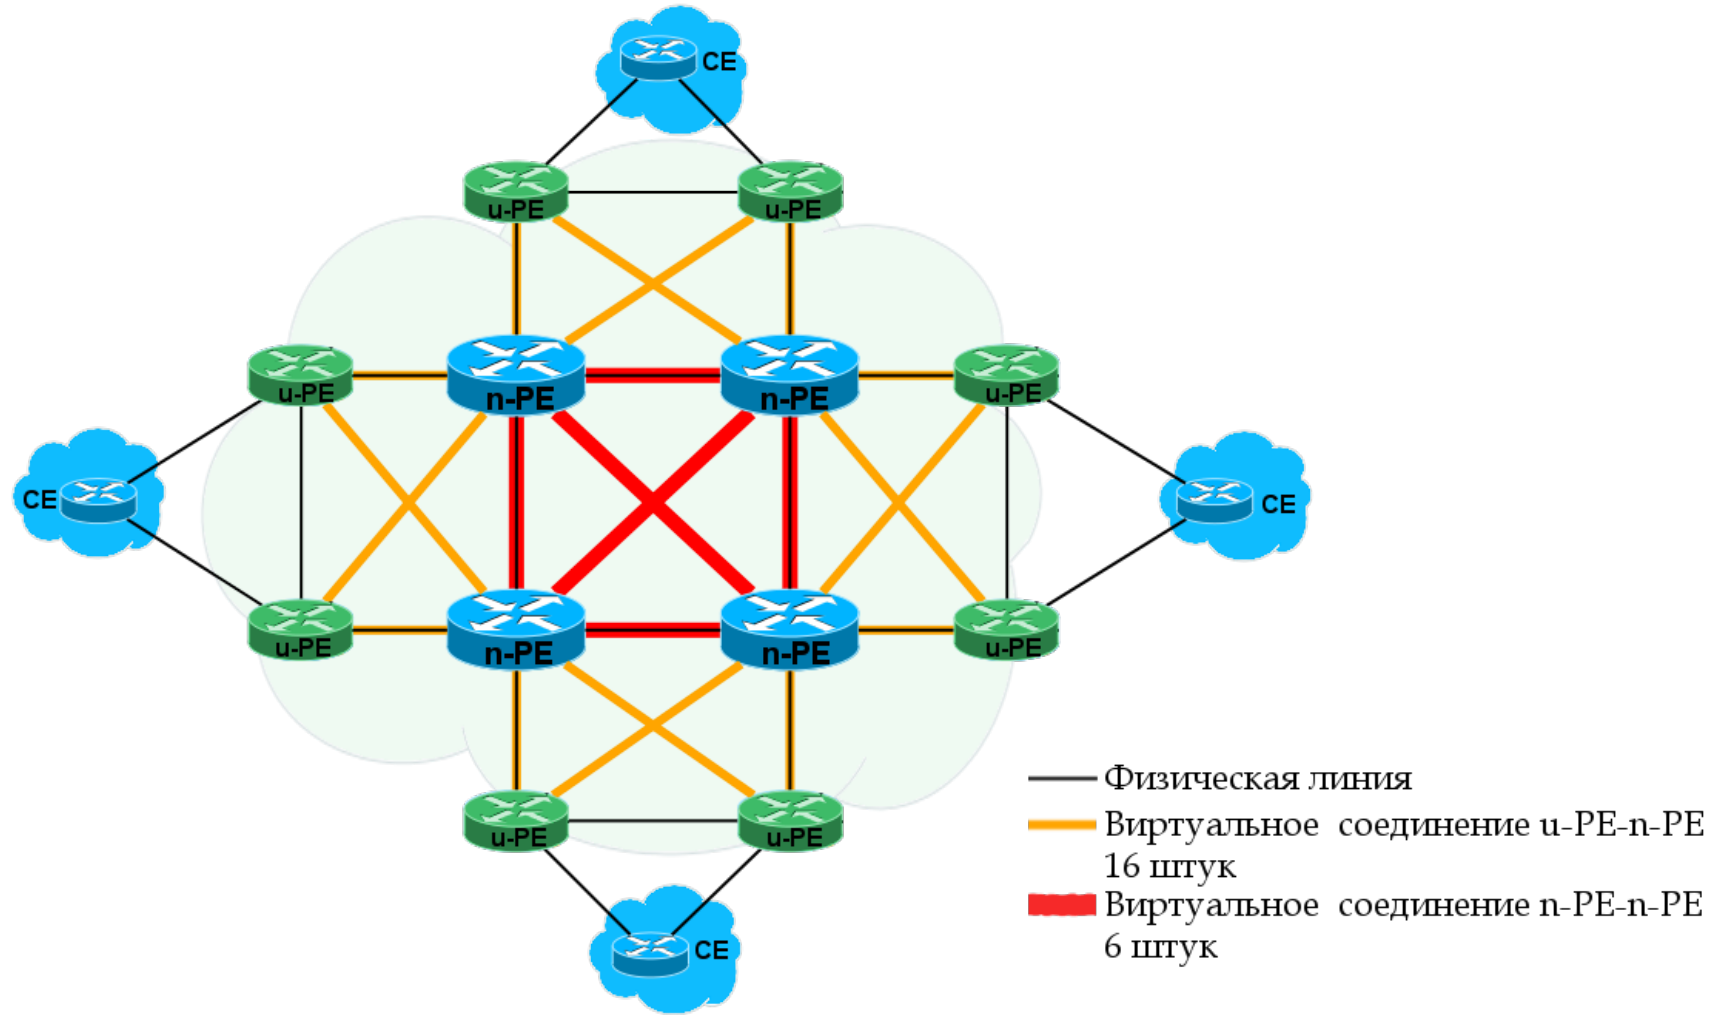 CE
u-PE
u-PE
n-PE
n-PE
u-PE
u-PE
CE
CE
u-PE
n-PE
n-PE
u-PE
u-PE
u-PE
CE
Физическая линия
Виртуальное соединение u-PE-n-PE
16 штук
Виртуальное соединение n-PE-n-PE
6 штук